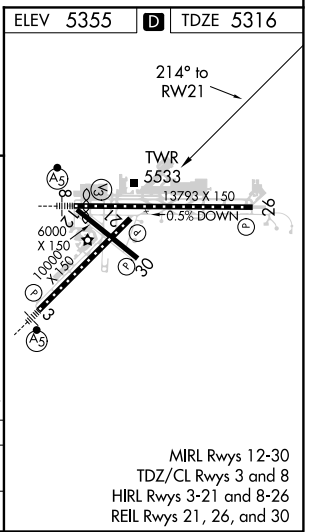 ELEV 5355 D TDZE 5316
214° to
RW21
TWR
5533
A5
V3
8
13793 X 150
26
0.5% DOWN
12
21
6000
X 150
P
P
10000
X 150
P
30
P
3
A5
MIRL Rwys 12-30
TDZ/CL Rwys 3 and 8
HIRL Rwys 3-21 and 8-26
REIL Rwys 21, 26, and 30